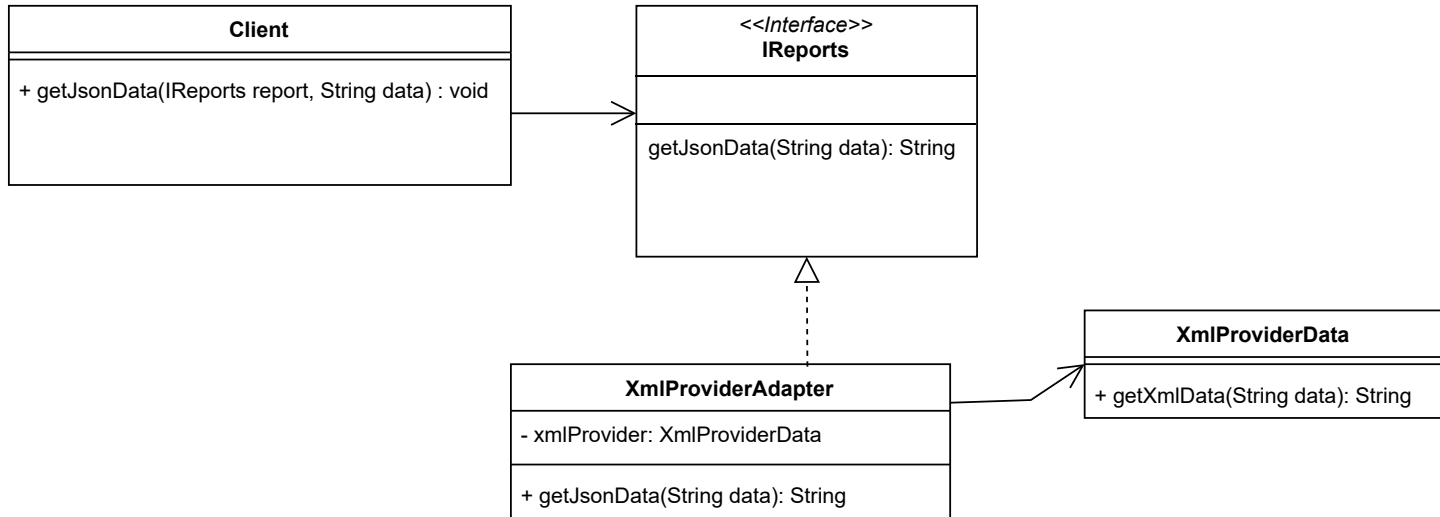 Client
+ getJsonData(IReports report, String data) : void
<<Interface>>
IReports
getJsonData(String data): String
XmlProviderAdapter
- xmlProvider: XmlProviderData
+ getJsonData(String data): String
XmlProviderData
+ getXmlData(String data): String